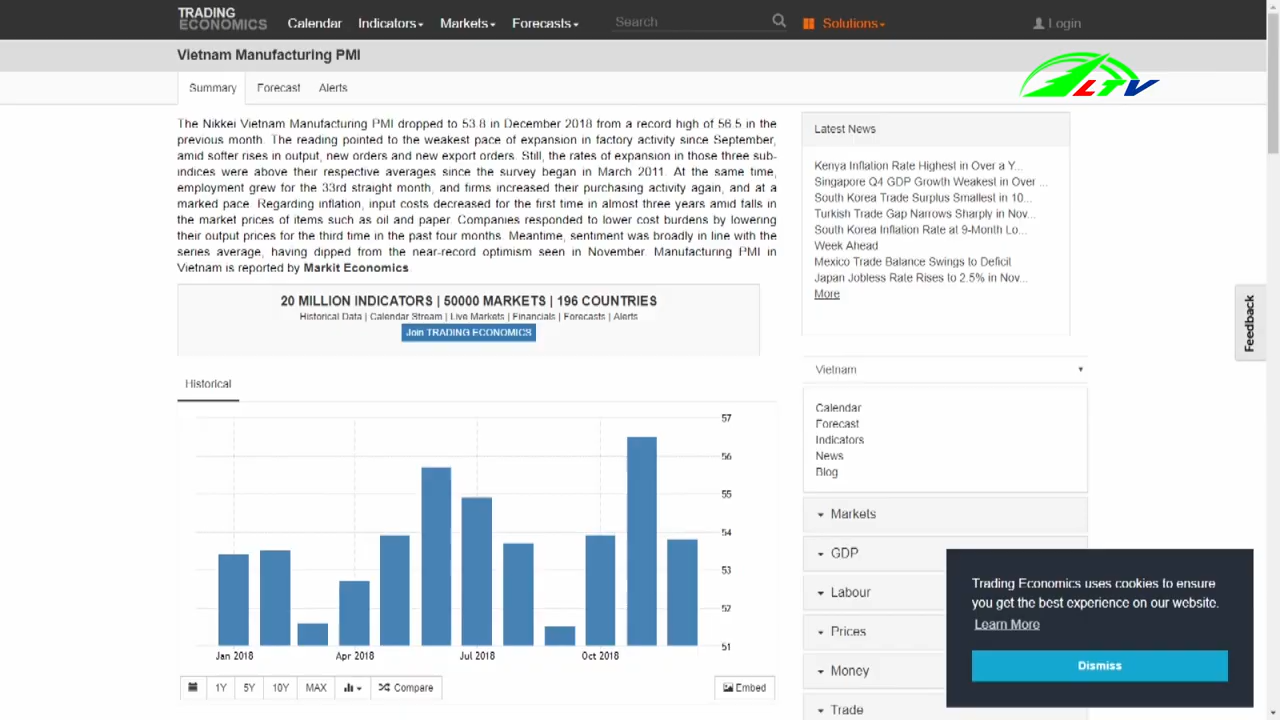 TRADING
ECONOMICS
Calendar
Indicators
Markets
Forecasts
Search
Solutions
Login
Vietnam Manufacturing PMI
LTV
Summary
Forecast
Alerts
The Nikkei Vietnam Manufacturing PMI dropped to 53.8 in December 2018 from a record high of 56.5 in the
previous month. The reading pointed to the weakest pace of expansion in factory activity since September,
amid softer rises in output, new orders and new export orders. Still, the rates of expansion in those three sub-
indices were above their respective averages since the survey began in March 2011. At the same time,
employment grew for the 33rd straight month, and firms increased their purchasing activity again, and at a
marked pace. Regarding inflation, input costs decreased for the first time in almost three years amid falls in
the market prices of items such as oil and paper. Companies responded to lower cost burdens by lowering
their output prices for the third time in the past four months. Meantime, sentiment was broadly in line with the
series average, having dipped from the near-record optimism seen in November. Manufacturing PMI in
Vietnam is reported by Markit Economics.
Latest News
Kenya Inflation Rate Highest in Over a Y...
Singapore Q4 GDP Growth Weakest in Over ...
South Korea Trade Surplus Smallest in 10...
Turkish Trade Gap Narrows Sharply in Nov...
South Korea Inflation Rate at 9-Month Lo...
Week Ahead
Mexico Trade Balance Swings to Deficit
Japan Jobless Rate Rises to 2.5% in Nov...
More
20 MILLION INDICATORS | 50000 MARKETS | 196 COUNTRIES
Historical Data | Calendar Stream | Live Markets | Financials | Forecasts | Alerts
Join TRADING ECONOMICS
Feedback
Historical
57
56
55
54
53
52
51
Jan 2018
Apr 2018
Jul 2018
Oct 2018
1Y
5Y
10Y
MAX
Compare
Embed
Vietnam
Calendar
Forecast
Indicators
News
Blog
Markets
GDP
Labour
Prices
Money
Trade
Trading Economics uses cookies to ensure
you get the best experience on our website.
Learn More
Dismiss